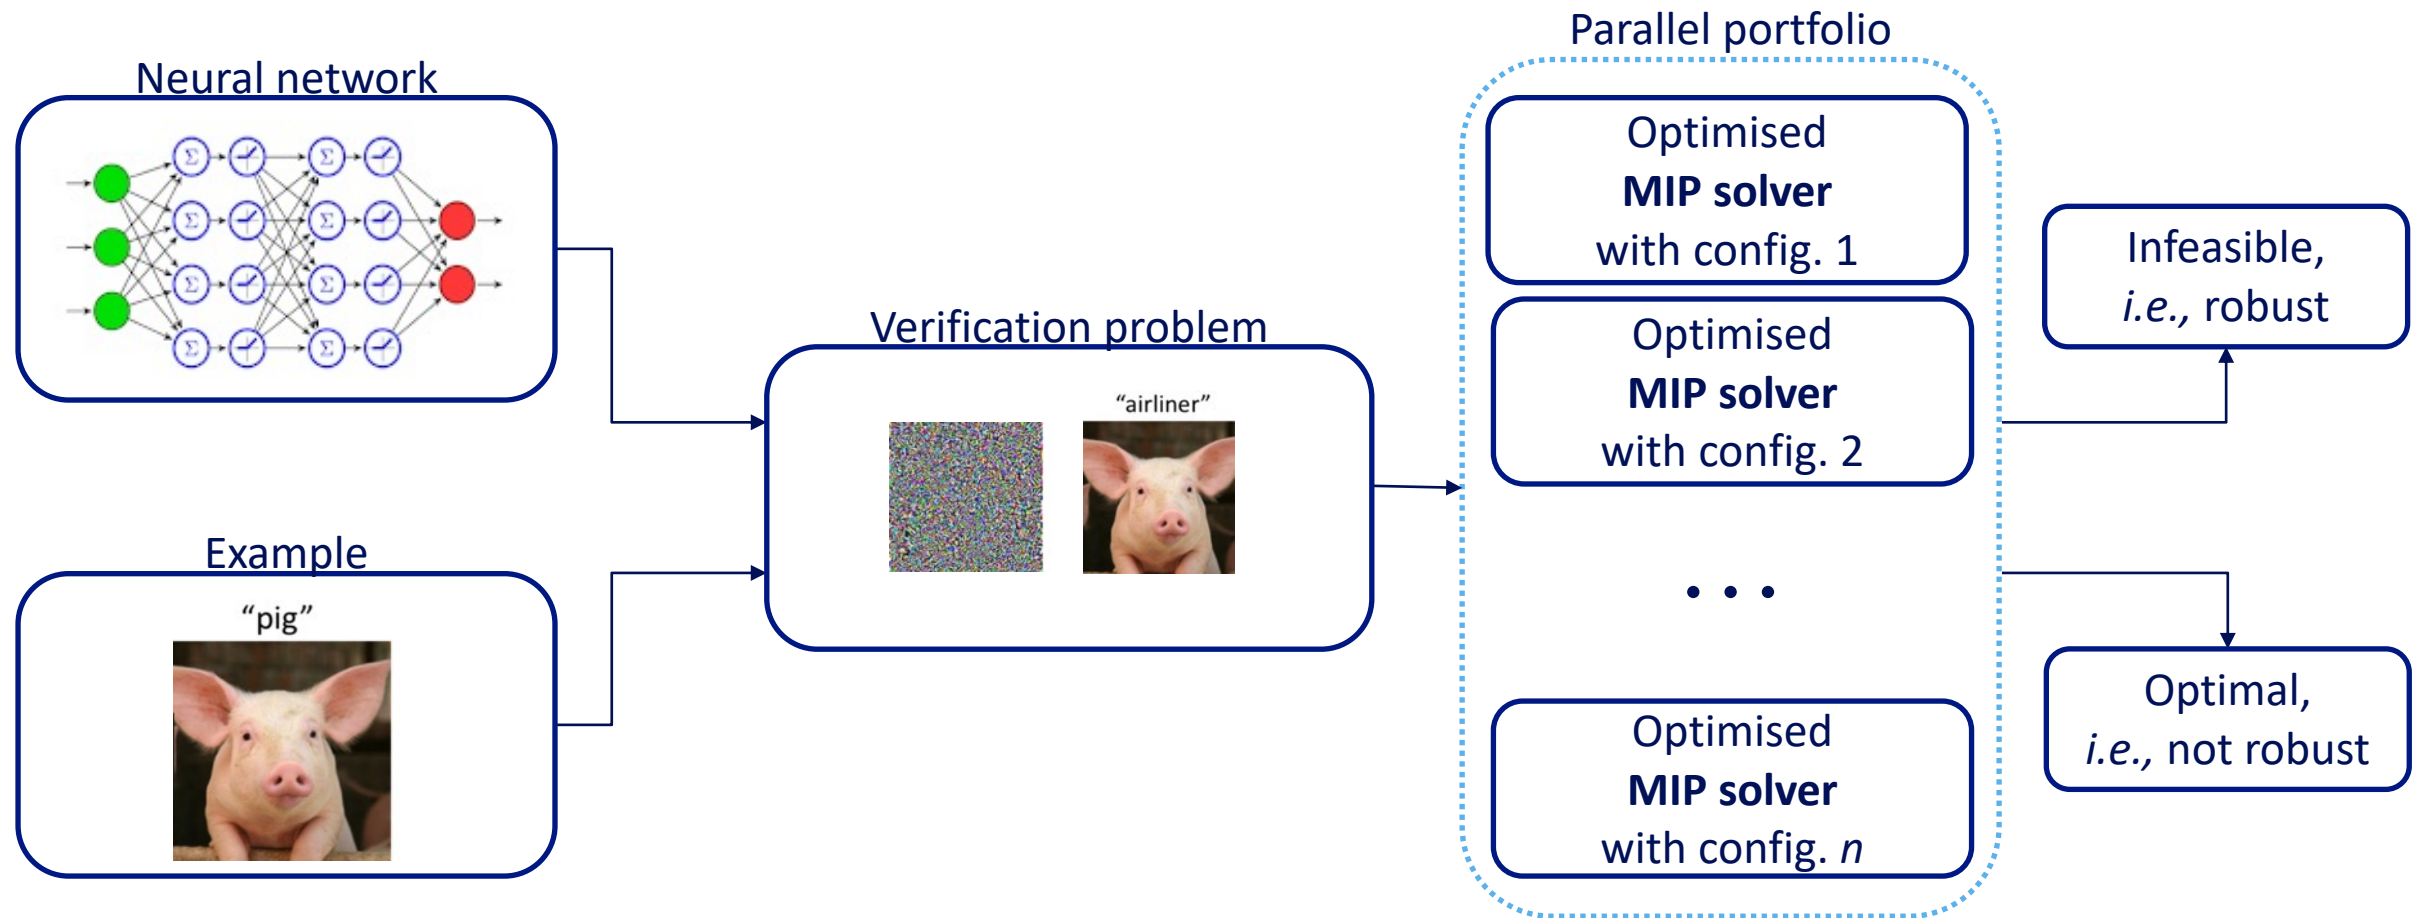 Neural network
Σ
Σ
Σ
Σ
Σ
Σ
Σ
Σ
Example
“pig”
Verification problem
“airliner”
Parallel portfolio
Optimised
MIP solver
with config. 1
Optimised
MIP solver
with config. 2
. . .
Optimised
MIP solver
with config. n
Infeasible,
i.e., robust
Optimal,
i.e., not robust